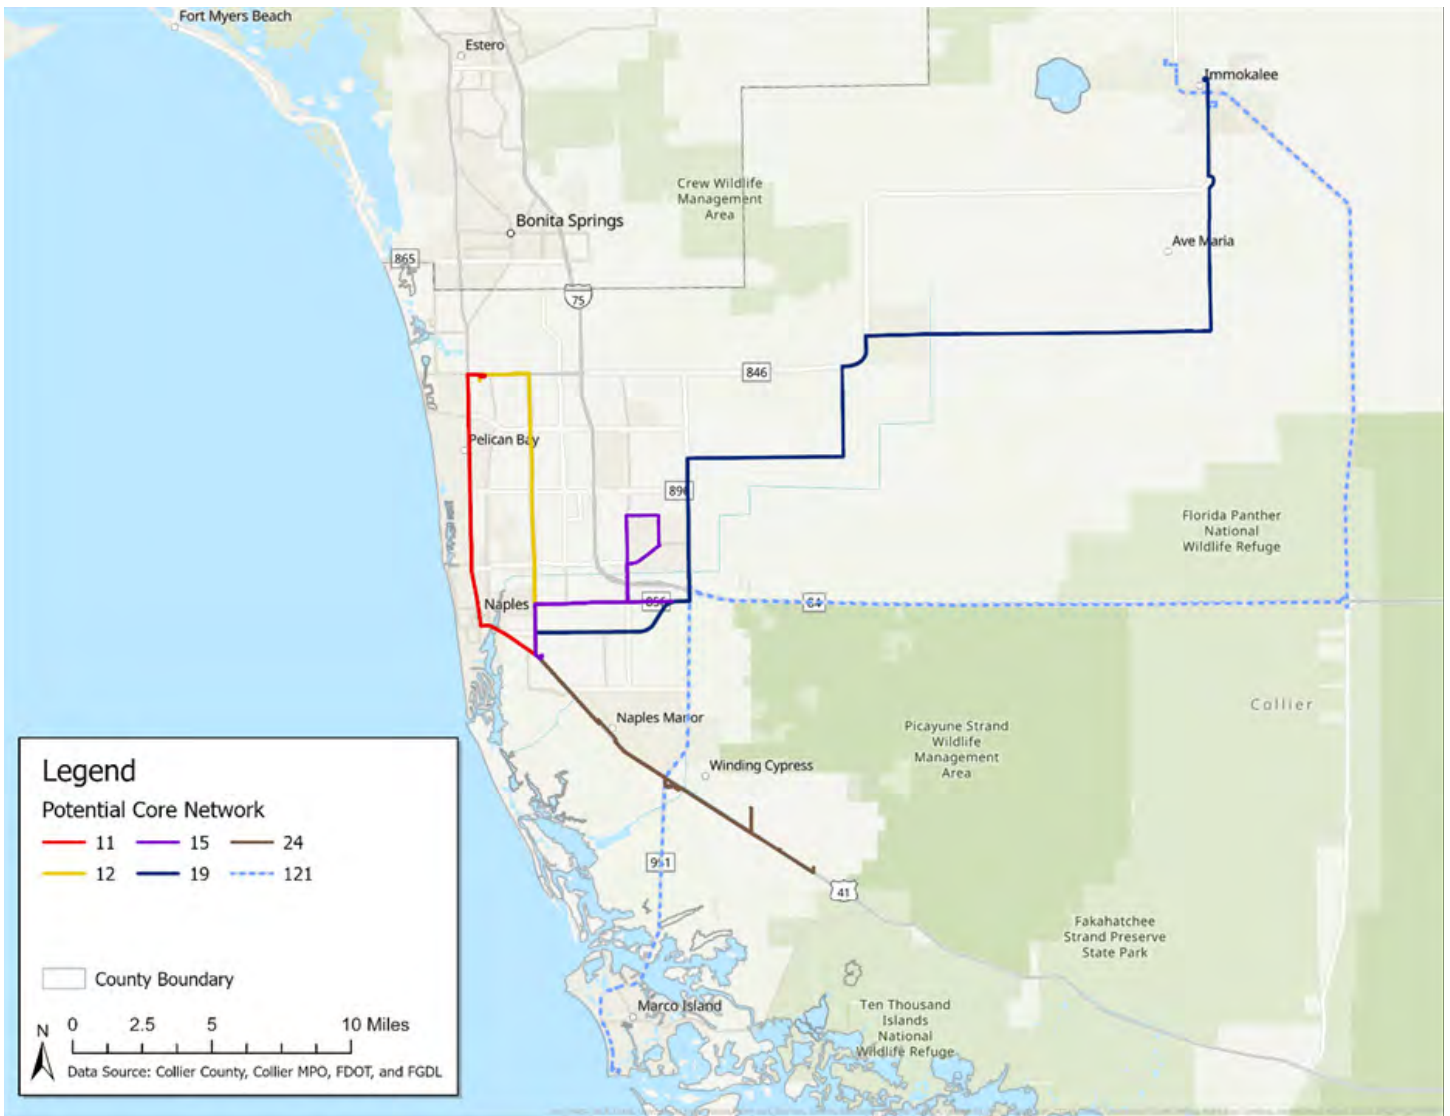 Fort Myers Beach
Estero
Immokalee
Crew Wildlife
Management
Area
Bonita Springs
Ave Maria
865
75
846
Pelican Bay
896
Florida Panther
National
Wildlife Refuge
Naples
856
84
Collier
Naples Manor
Picayune Strand
Wildlife
Management
Area
Winding Cypress
951
41
Fakahatchee
Strand Preserve
State Park
Marco Island
Ten Thousand
Islands
National
Wildlife Refuge
Legend
Potential Core Network
11 15 24
12 19 121
County Boundary
N 0 2.5 5 10 Miles
Data Source: Collier County, Collier MPO, FDOT, and FGDL